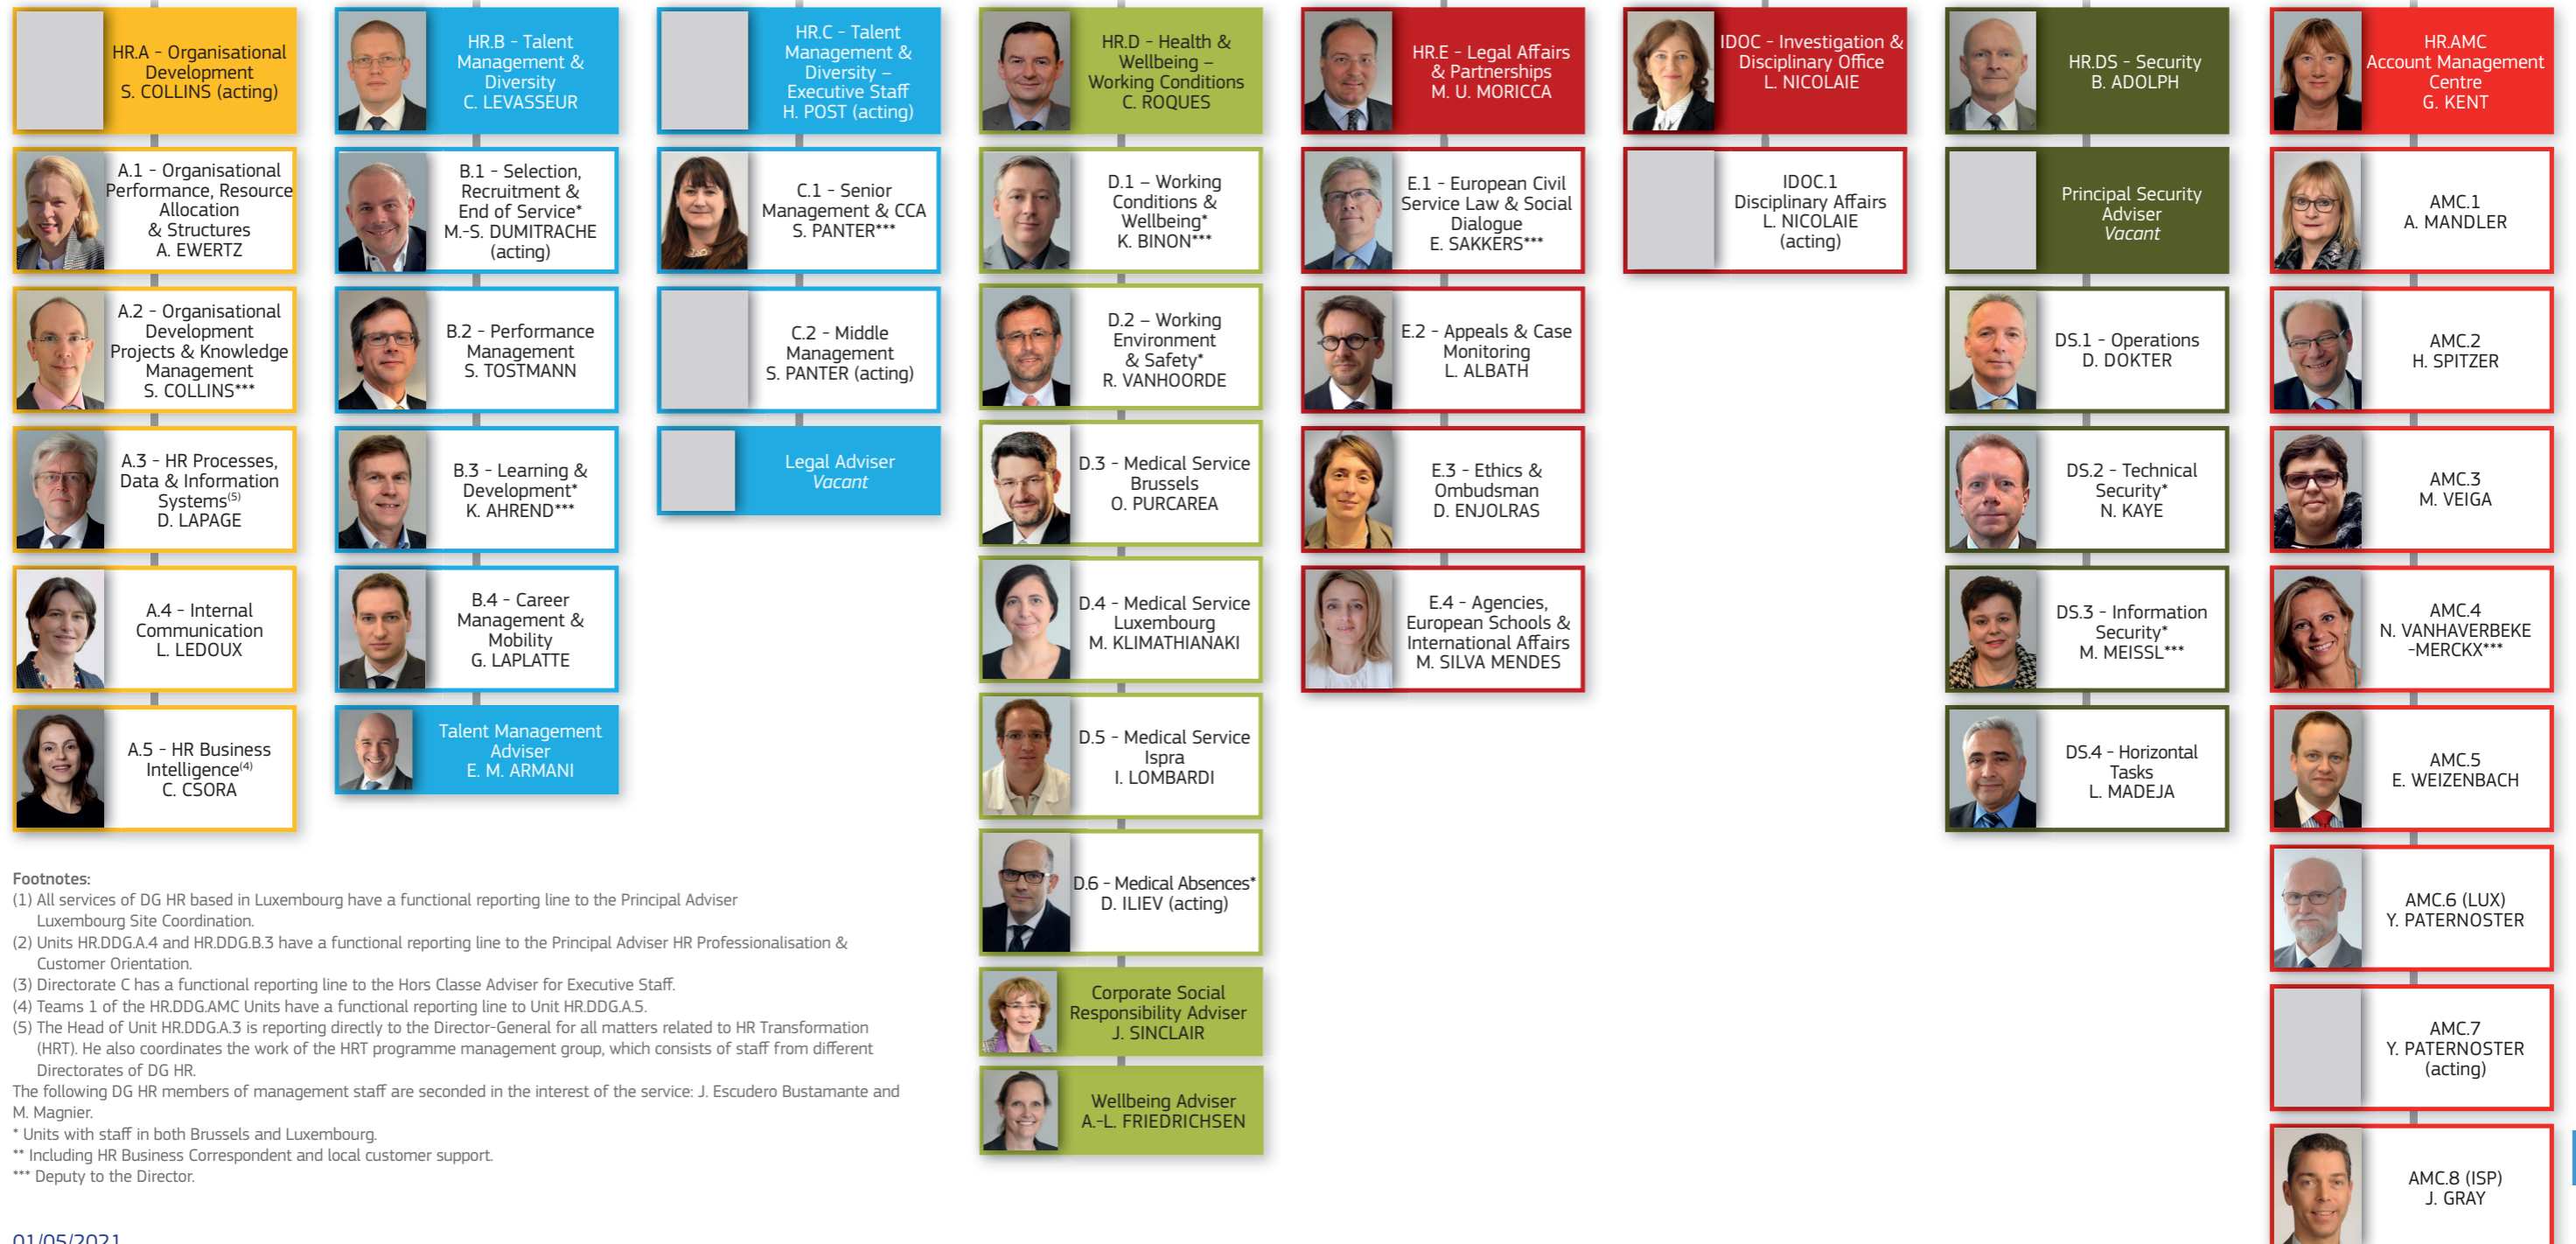 HR.A - Organisational
Development
S. COLLINS (acting)
A.1 - Organisational
Performance, Resource
Allocation
& Structures
A. EWERTZ
A.2 - Organisational
Development
Projects & Knowledge
Management
S. COLLINS***
A.3 - HR Processes,
Data & Information
Systems(5)
D. LAPAGE
A.4 - Internal
Communication
L. LEDOUX
A.5 - HR Business
Intelligence(4)
C. CSORA
HR.B - Talent
Management &
Diversity
C. LEVASSEUR
B.1 - Selection,
Recruitment &
End of Service*
M.-S. DUMITRACHE
(acting)
B.2 - Performance
Management
S. TOSTMANN
B.3 - Learning &
Development*
K. AHREND***
B.4 - Career
Management &
Mobility
G. LAPLATTE
Talent Management
Adviser
E. M. ARMANI
HR.C - Talent
Management &
Diversity –
Executive Staff
H. POST (acting)
C.1 - Senior
Management & CCA
S. PANTER***
C.2 - Middle
Management
S. PANTER (acting)
Legal Adviser
Vacant
HR.D - Health &
Wellbeing –
Working Conditions
C. ROQUES
D.1 – Working
Conditions &
Wellbeing*
K. BINON***
D.2 – Working
Environment
& Safety*
R. VANHOORDE
D.3 - Medical Service
Brussels
O. PURCAREA
D.4 - Medical Service
Luxembourg
M. KLIMATHIANAKI
D.5 - Medical Service
Ispra
I. LOMBARDI
D.6 - Medical Absences*
D. ILIEV (acting)
Corporate Social
Responsibility Adviser
J. SINCLAIR
Wellbeing Adviser
A.-L. FRIEDRICHSEN
HR.E - Legal Affairs
& Partnerships
M. U. MORICCA
E.1 - European Civil
Service Law & Social
Dialogue
E. SAKKERS***
E.2 - Appeals & Case
Monitoring
L. ALBATH
E.3 - Ethics &
Ombudsman
D. ENJOLRAS
E.4 - Agencies,
European Schools &
International Affairs
M. SILVA MENDES
IDOC - Investigation &
Disciplinary Office
L. NICOLAIE
IDOC.1
Disciplinary Affairs
L. NICOLAIE
(acting)
HR.DS - Security
B. ADOLPH
Principal Security
Adviser
Vacant
DS.1 - Operations
D. DOKTER
DS.2 - Technical
Security*
N. KAYE
DS.3 - Information
Security*
M. MEISSL***
DS.4 - Horizontal
Tasks
L. MADEJA
HR.AMC
Account Management
Centre
G. KENT
AMC.1
A. MANDLER
AMC.2
H. SPITZER
AMC.3
M. VEIGA
AMC.4
N. VANHAVERBEKE
-MERCKX***
AMC.5
E. WEIZENBACH
AMC.6 (LUX)
Y. PATERNOSTER
AMC.7
Y. PATERNOSTER
(acting)
AMC.8 (ISP)
J. GRAY
Footnotes:
(1) All services of DG HR based in Luxembourg have a functional reporting line to the Principal Adviser
Luxembourg Site Coordination.
(2) Units HR.DDG.A.4 and HR.DDG.B.3 have a functional reporting line to the Principal Adviser HR Professionalisation &
Customer Orientation.
(3) Directorate C has a functional reporting line to the Hors Classe Adviser for Executive Staff.
(4) Teams 1 of the HR.DDG.AMC Units have a functional reporting line to Unit HR.DDG.A.5.
(5) The Head of Unit HR.DDG.A.3 is reporting directly to the Director-General for all matters related to HR Transformation
(HRT). He also coordinates the work of the HRT programme management group, which consists of staff from different
Directorates of DG HR.
The following DG HR members of management staff are seconded in the interest of the service: J. Escudero Bustamante and
M. Magnier.
* Units with staff in both Brussels and Luxembourg.
** Including HR Business Correspondent and local customer support.
*** Deputy to the Director.
01/05/2021